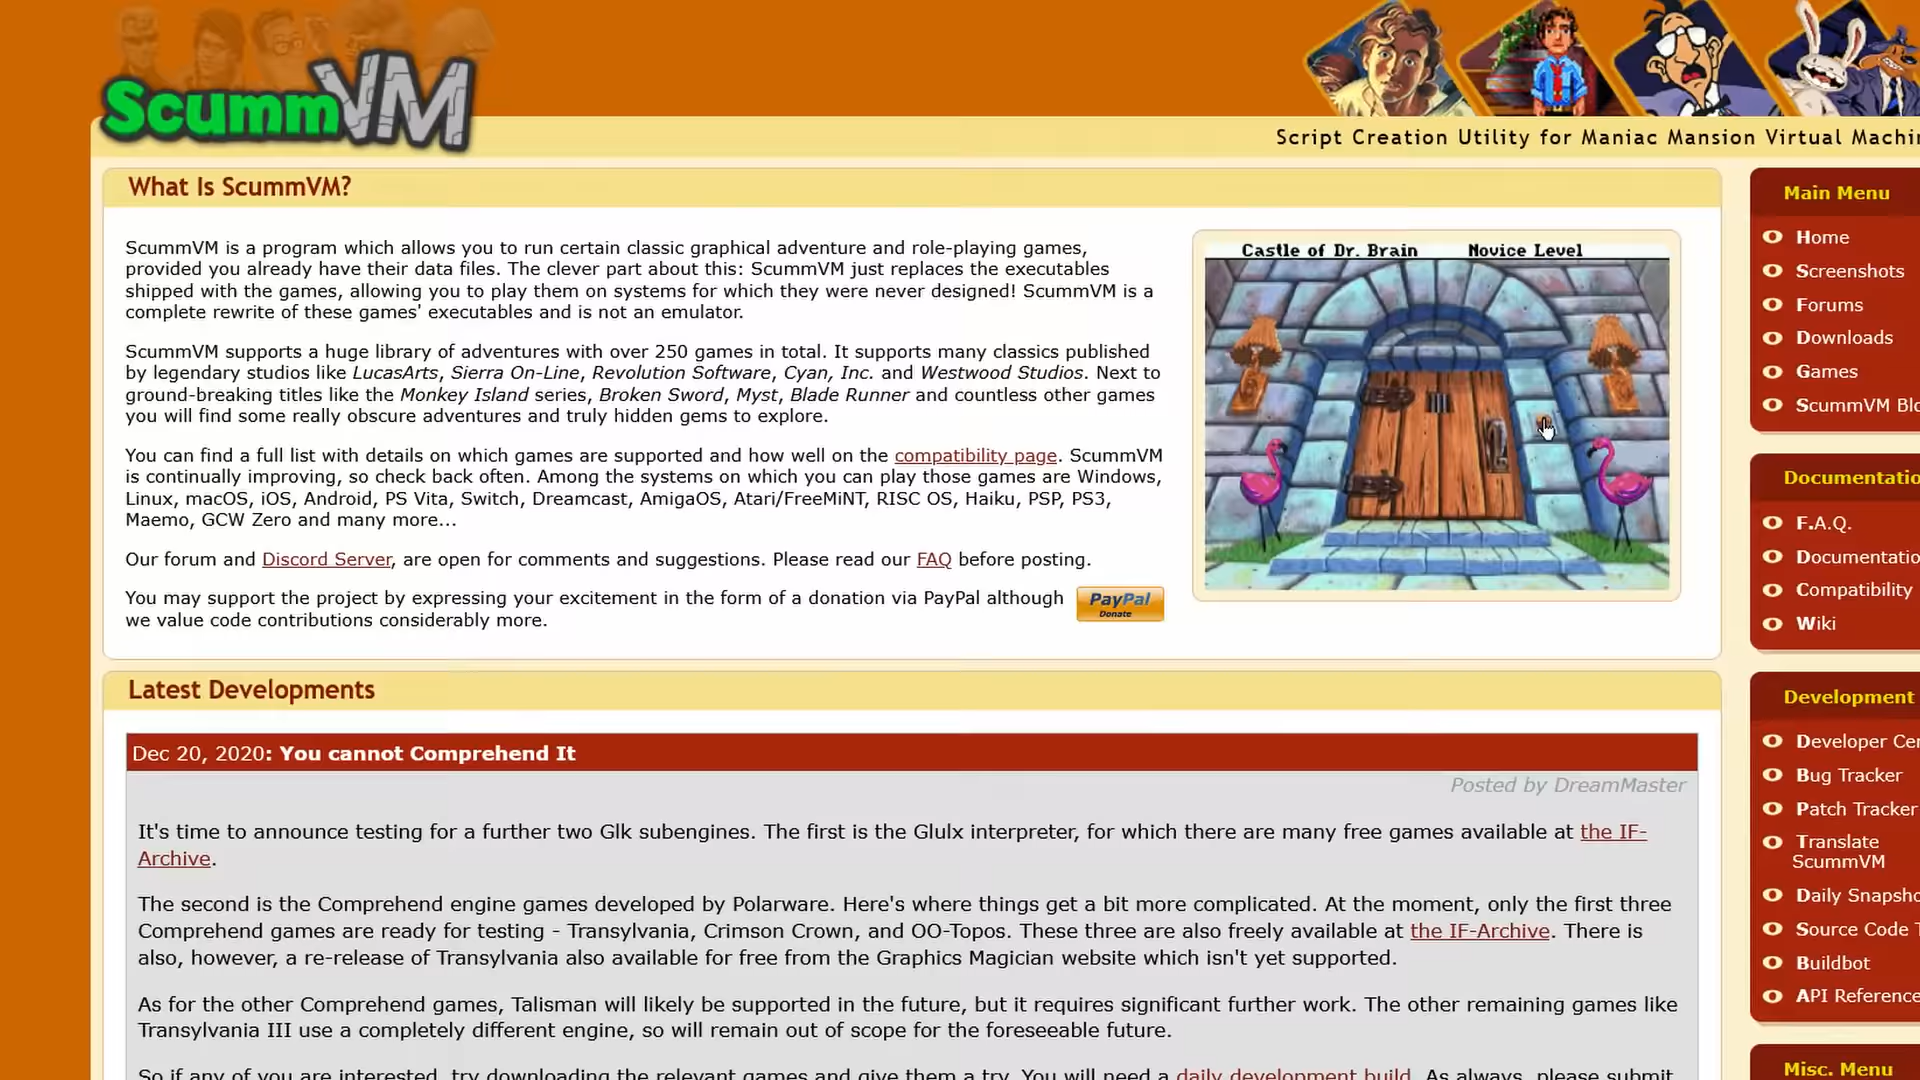 ScummVM
Script Creation Utility for Maniac Mansion Virtual
What Is ScummVM?
ScummVM is a program which allows you to run certain classic graphical adventure and role-playing games,
provided you already have their data files. The clever part about this: ScummVM just replaces the executables
shipped with the games, allowing you to play them on systems for which they were never designed! ScummVM is a
complete rewrite of these games' executables and is not an emulator.
ScummVM supports a huge library of adventures with over 250 games in total. It supports many classics published
by legendary studios like LucasArts, Sierra On-Line, Revolution Software, Cyan, Inc. and Westwood Studios. Next to
ground-breaking titles like the Monkey Island series, Broken Sword, Myst, Blade Runner and countless other games
you will find some really obscure adventures and truly hidden gems to explore.
You can find a full list with details on which games are supported and how well on the compatibility page. ScummVM
is continually improving, so check back often. Among the systems on which you can play those games are Windows,
Linux, macOS, iOS, Android, PS Vita, Switch, Dreamcast, AmigaOS, Atari/FreeMiNT, RISC OS, Haiku, PSP, PS3,
Maemo, GCW Zero and many more...
Our forum and Discord Server, are open for comments and suggestions. Please read our FAQ before posting.
You may support the project by expressing your excitement in the form of a donation via PayPal although
we value code contributions considerably more.
PayPal
Donate
Castle of Dr. Brain Novice Level
Latest Developments
Dec 20, 2020: You cannot Comprehend It
Posted by DreamMaster
It's time to announce testing for a further two Glk subengines. The first is the Glulx interpreter, for which there are many free games available at the IF-
Archive.
The second is the Comprehend engine games developed by Polarware. Here's where things get a bit more complicated. At the moment, only the first three
Comprehend games are ready for testing - Transylvania, Crimson Crown, and OO-Topos. These three are also freely available at the IF-Archive. There is
also, however, a re-release of Transylvania also available for free from the Graphics Magician website which isn't yet supported.
As for the other Comprehend games, Talisman will likely be supported in the future, but it requires significant further work. The other remaining games like
Transylvania III use a completely different engine, so will remain out of scope for the foreseeable future.
So if any of you are interested, try downloading the relevant games and give them a try. You will need a daily development build. As always, please submit
Main Menu
Home
Screenshots
Forums
Downloads
Games
ScummVM
Documentatio
F.A.Q.
Documentatio
Compatibility
Wiki
Development
Developer
Bug Tracker
Patch Tracker
Translate
ScummVM
Daily
Source Code
Buildbot
API Reference
Misc. Menu